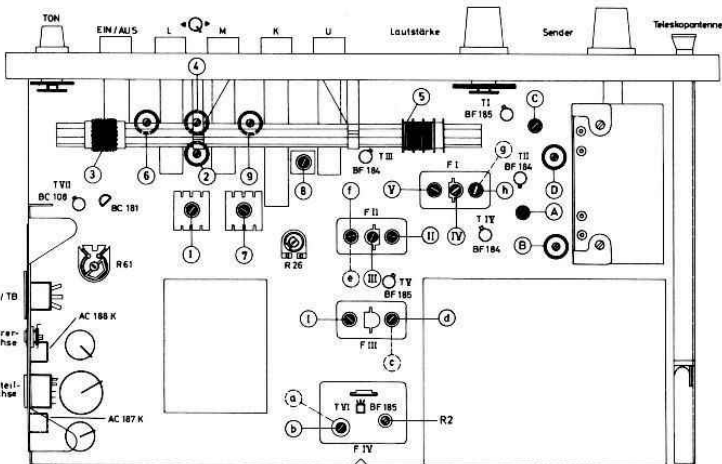 TON
EIN/AUS
L
Q
M
K
U
Lautstärke
Sender
Teleskopantenne
4
5
T I
BF 185
C
3
6
2
9
8
T III
BF 184
F I
g
T II
BF 184
D
V
IV
h
T VII
BC 108
BC 181
1
7
f
F II
II
T IV
BF 184
A
B
R 61
R 26
e
III
T V
BF 185
/ TB
AC 188 K
I
F III
d
c
AC 187 K
a
b
T VI
BF 185
R2
F IV